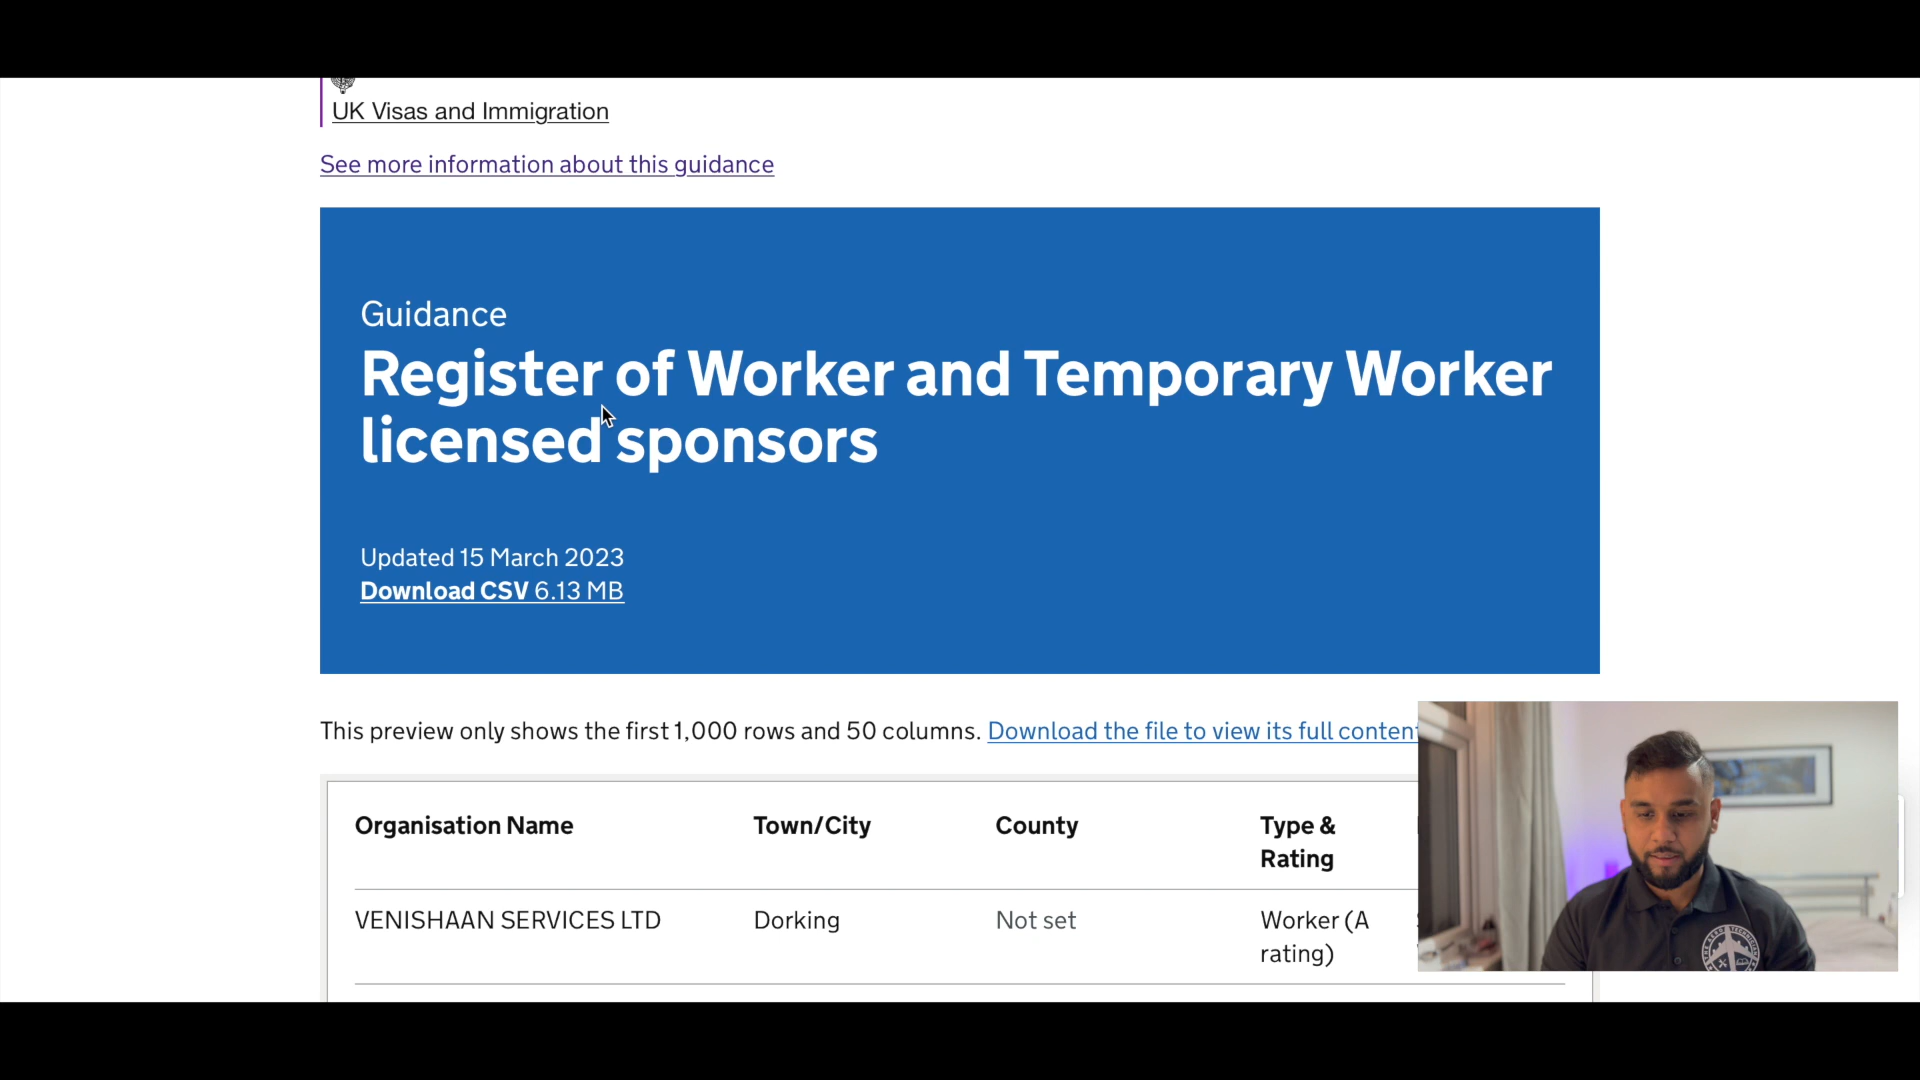 UK Visas and Immigration
See more information about this guidance
Guidance
Register of Worker and Temporary Worker
licensed sponsors
Updated 15 March 2023
Download CSV 6.13 MB
This preview only shows the first 1,000 rows and 50 columns. Download the file to view its full content
Organisation Name Town/City County Type &
Rating
VENISHAAN SERVICES LTD Dorking Not set Worker (A
rating)